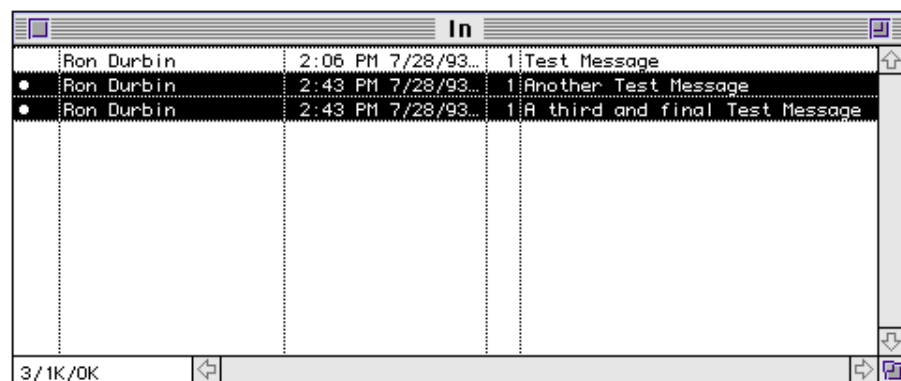 In
Ron Durbin 2:06 PM 7/28/93... 1 Test Message
• Ron Durbin 2:43 PM 7/28/93... 1 Another Test Message
• Ron Durbin 2:43 PM 7/28/93... 1 A third and final Test Message
3/1K/0K